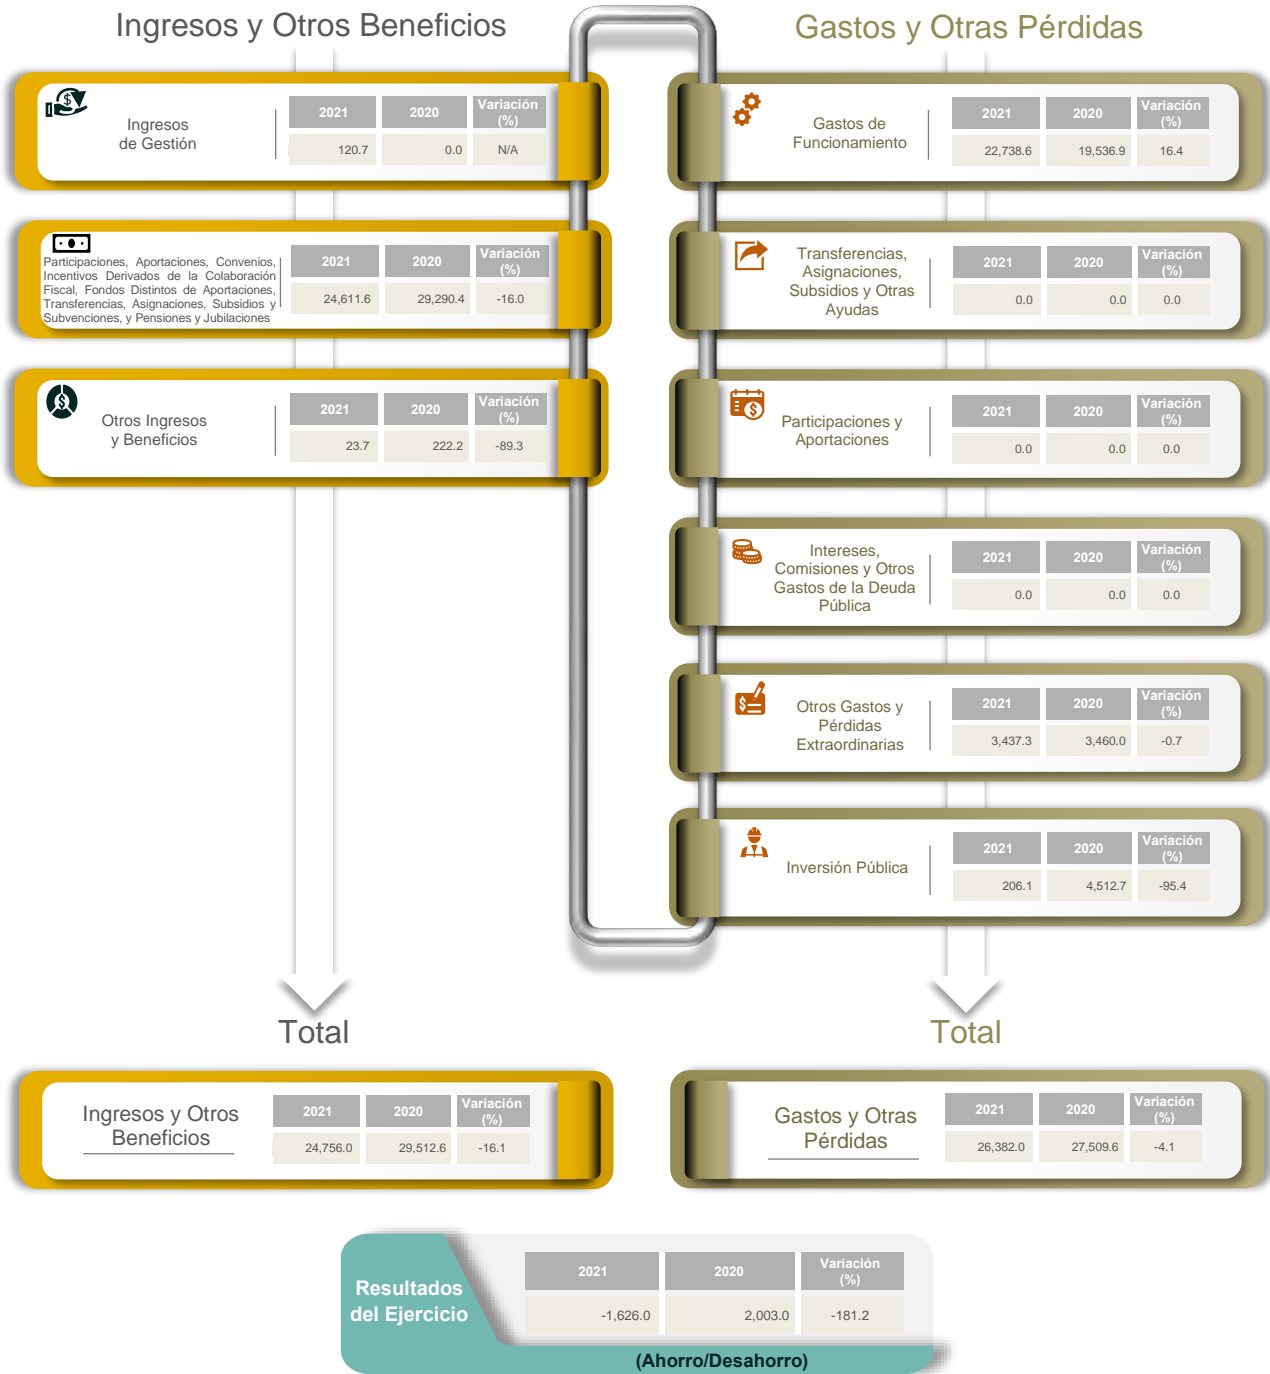 Ingresos y Otros Beneficios
Ingresos
de Gestión
2021 2020 Variación
(%)
120.7 0.0 N/A
Participaciones, Aportaciones, Convenios,
Incentivos Derivados de la Colaboración
Fiscal, Fondos Distintos de Aportaciones,
Transferencias, Asignaciones, Subsidios y
Subvenciones, y Pensiones y Jubilaciones
2021 2020 Variación
(%)
24,611.6 29,290.4 -16.0
Otros Ingresos
y Beneficios
2021 2020 Variación
(%)
23.7 222.2 -89.3
Total
Ingresos y Otros
Beneficios
2021 2020 Variación
(%)
24,756.0 29,512.6 -16.1
Gastos y Otras Pérdidas
Gastos de
Funcionamiento
2021 2020 Variación
(%)
22,738.6 19,536.9 16.4
Transferencias,
Asignaciones,
Subsidios y Otras
Ayudas
2021 2020 Variación
(%)
0.0 0.0 0.0
Participaciones y
Aportaciones
2021 2020 Variación
(%)
0.0 0.0 0.0
Intereses,
Comisiones y Otros
Gastos de la Deuda
Pública
2021 2020 Variación
(%)
0.0 0.0 0.0
Otros Gastos y
Pérdidas
Extraordinarias
2021 2020 Variación
(%)
3,437.3 3,460.0 -0.7
Inversión Pública
2021 2020 Variación
(%)
206.1 4,512.7 -95.4
Total
Gastos y Otras
Pérdidas
2021 2020 Variación
(%)
26,382.0 27,509.6 -4.1
Resultados
del Ejercicio
2021 2020 Variación
(%)
-1,626.0 2,003.0 -181.2
(Ahorro/Desahorro)